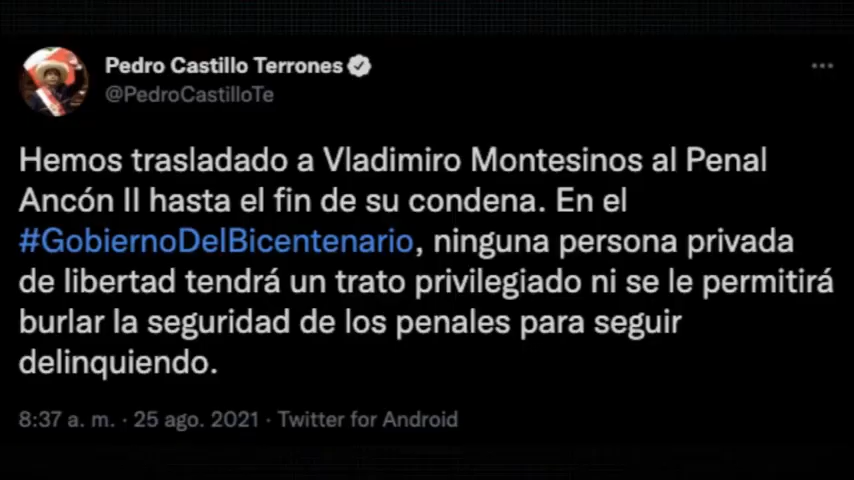 Pedro Castillo Terrones
@PedroCastilloTe
Hemos trasladado a Vladimiro Montesinos al Penal
Ancón II hasta el fin de su condena. En el
#GobiernoDelBicentenario, ninguna persona privada
de libertad tendrá un trato privilegiado ni se le permitirá
burlar la seguridad de los penales para seguir
delinquiendo.
8:37 a. m. · 25 ago. 2021 · Twitter for Android